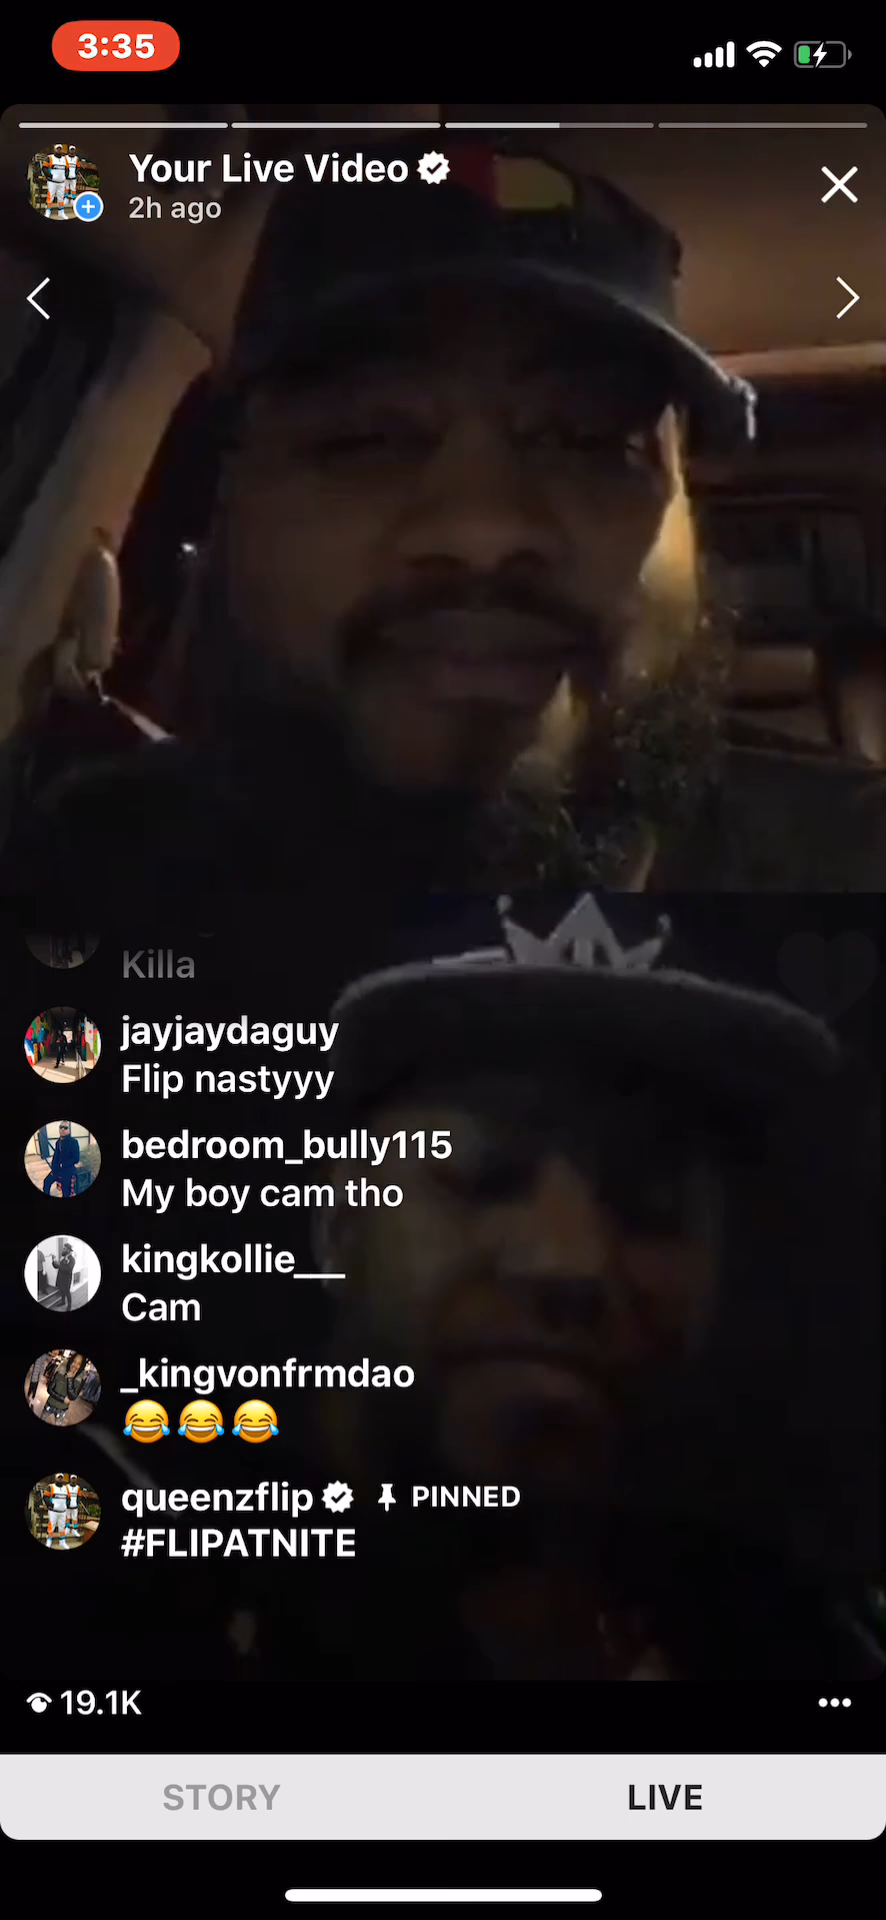 3:35
Your Live Video
2h ago
Killa
jayjaydaguy
Flip nastyyy
bedroom_bully115
My boy cam tho
kingkollie___
Cam
_kingvonfrmdao
😂😂😂
queenzflip PINNED
#FLIPATNITE
19.1K
STORY LIVE